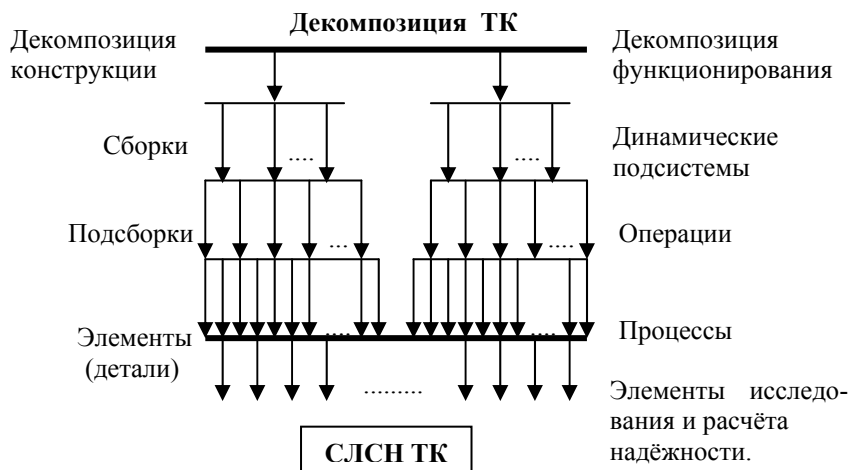 Декомпозиция ТК
Декомпозиция
конструкции
Декомпозиция
функционирования
Сборки
....
....
Динамические
подсистемы
Подсборки
....
....
Операции
....
....
Элементы
(детали)
Процессы
.........
Элементы исследо-
вания и расчёта
надёжности.
СЛСН ТК